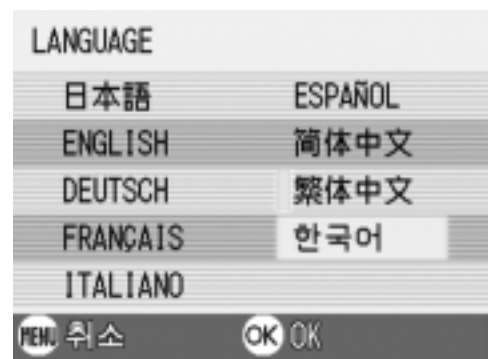 LANGUAGE
日本語 ESPAÑOL
ENGLISH 简体中文
DEUTSCH 繁体中文
FRANÇAIS 한국어
ITALIANO
MENU 취소 OK OK